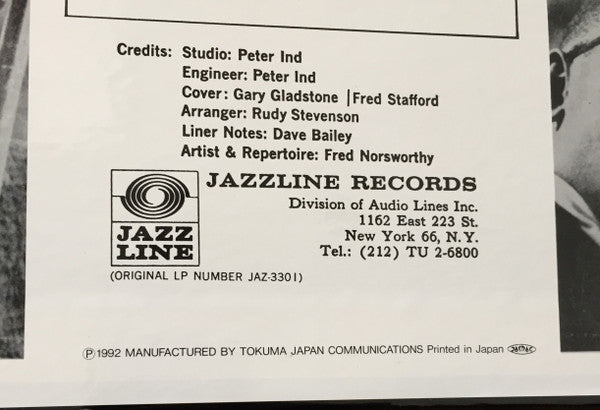 Credits: Studio: Peter Ind
Engineer: Peter Ind
Cover: Gary Gladstone | Fred Stafford
Arranger: Rudy Stevenson
Liner Notes: Dave Bailey
Artist & Repertoire: Fred Norsworthy
JAZZLINE RECORDS
Division of Audio Lines Inc.
1162 East 223 St.
New York 66, N.Y.
Tel.: (212) TU 2-6800
JAZZ
LINE
(ORIGINAL LP NUMBER JAZ-3301)
Ⓟ1992 MANUFACTURED BY TOKUMA JAPAN COMMUNICATIONS Printed in Japan